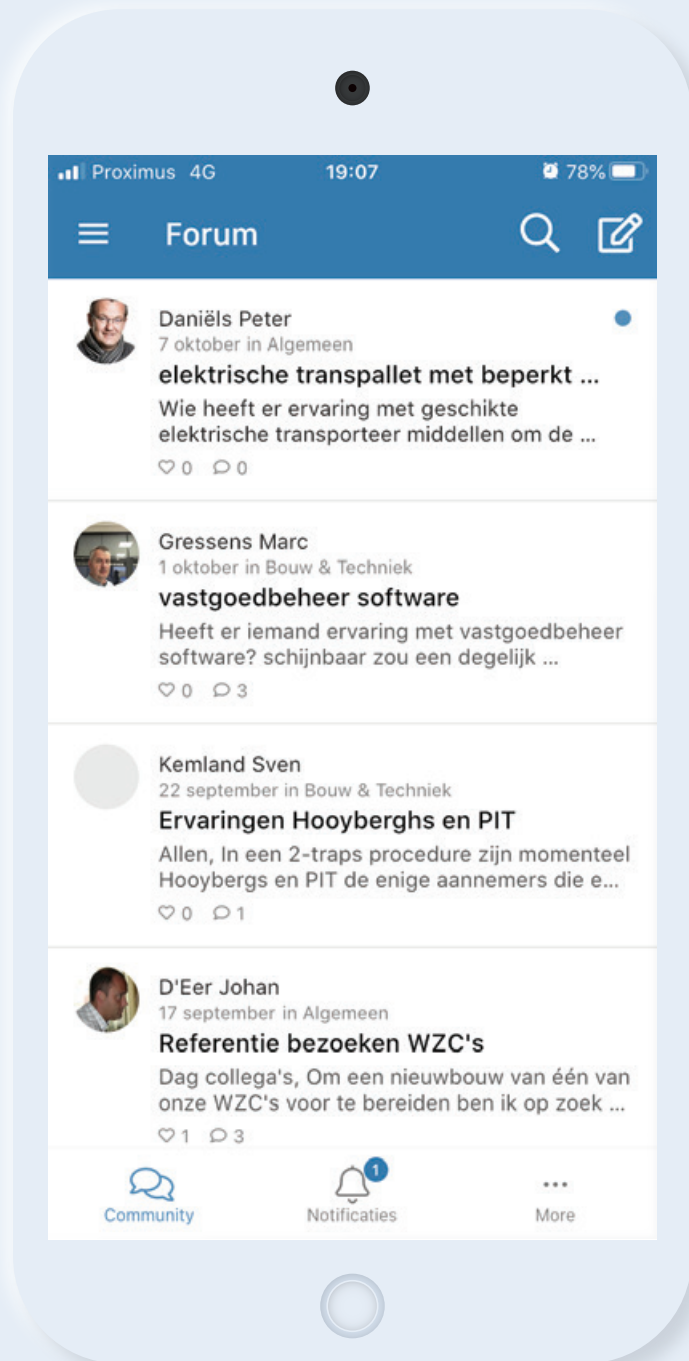 Proximus 4G 19:07 78%
Forum
Daniëls Peter
7 oktober in Algemeen
elektrische transpallet met beperkt ...
Wie heeft er ervaring met geschikte
elektrische transporteer middellen om de ...
0 0
Gressens Marc
1 oktober in Bouw & Techniek
vastgoedbeheer software
Heeft er iemand ervaring met vastgoedbeheer
software? schijnbaar zou een degelijk ...
0 3
Kemland Sven
22 september in Bouw & Techniek
Ervaringen Hooyberghs en PIT
Allen, In een 2-traps procedure zijn momenteel
Hooybergs en PIT de enige aannemers die e...
0 1
D'Eer Johan
17 september in Algemeen
Referentie bezoeken WZC's
Dag collega's, Om een nieuwbouw van één van
onze WZC's voor te bereiden ben ik op zoek ...
1 3
1
Community Notificaties More